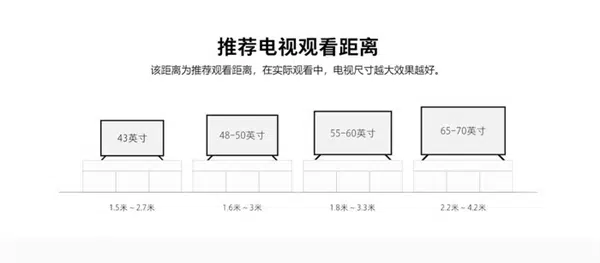 推荐电视观看距离
该距离为推荐观看距离，在实际观看中，电视尺寸越大效果越好。
43英寸
48-50英寸
55-60英寸
65-70英寸
1.5米~2.7米
1.6米~3米
1.8米~3.3米
2.2米~4.2米